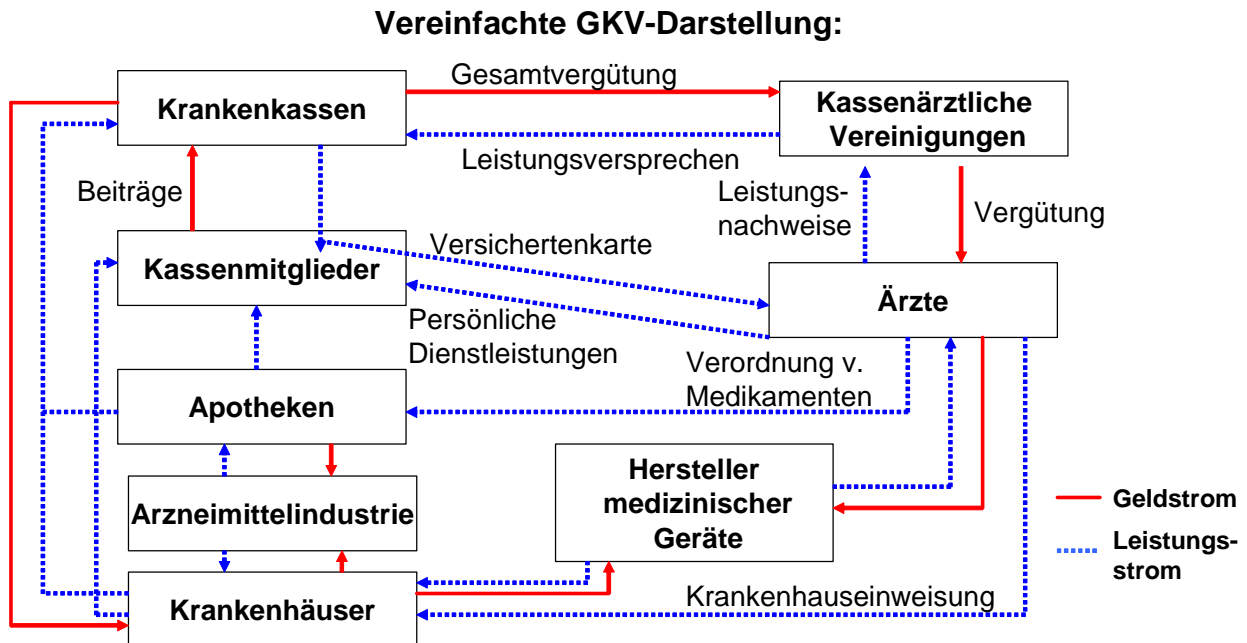 Vereinfachte GKV-Darstellung:
Gesamtvergütung
Krankenkassen
Kassenärztliche
Vereinigungen
Leistungsversprechen
Beiträge
Leistungs-
nachweise
Vergütung
Versichertenkarte
Kassenmitglieder
Ärzte
Persönliche
Dienstleistungen
Verordnung v.
Medikamenten
Apotheken
Hersteller
medizinischer
Geräte
Arzneimittelindustrie
Geldstrom
Leistungs-
strom
Krankenhauseinweisung
Krankenhäuser